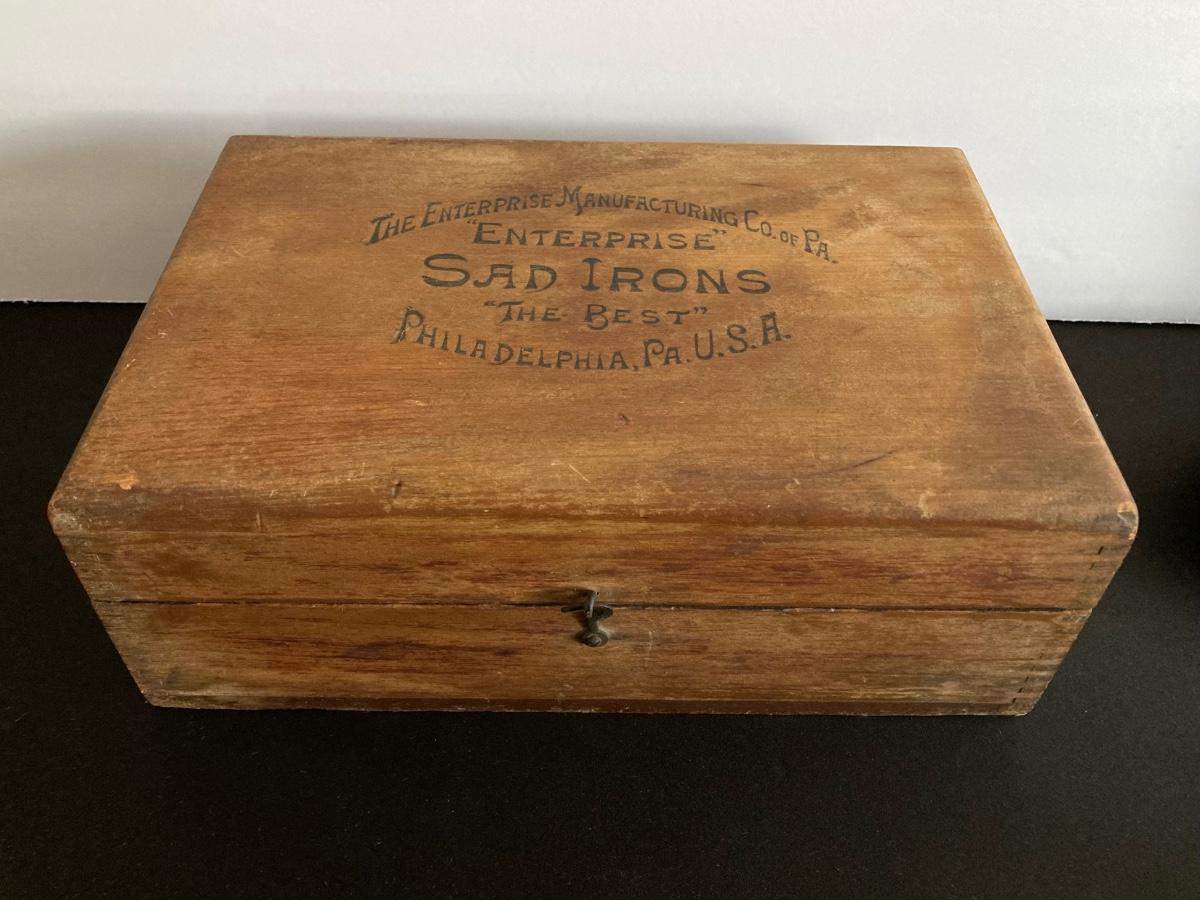 The Enterprise Manufacturing Co. of Pa.
"Enterprise"
Sad Irons
"The Best"
Philadelphia, Pa. U.S.A.